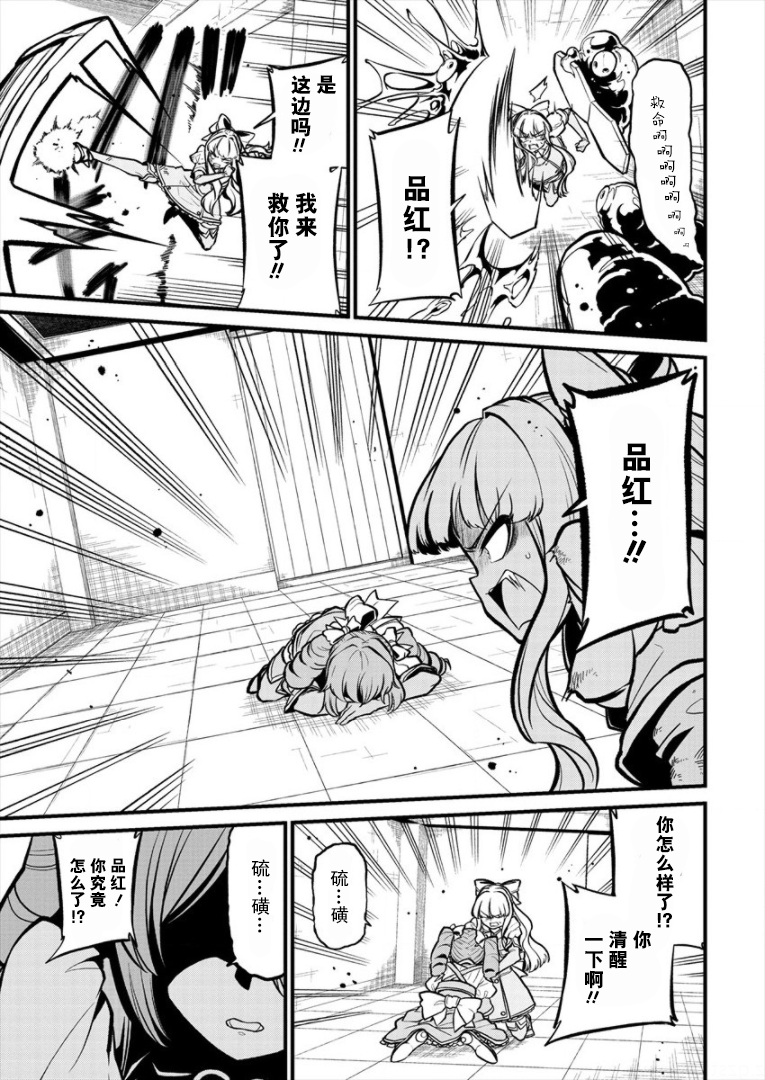 救命啊啊啊啊啊啊..
品红!?
是
这边吗!!
我来
救你了!!
品红…!!
你怎么样了!?
你
清醒
一下啊!!
硫…磺
硫…磺…
品红!
你究竟
怎么了!?